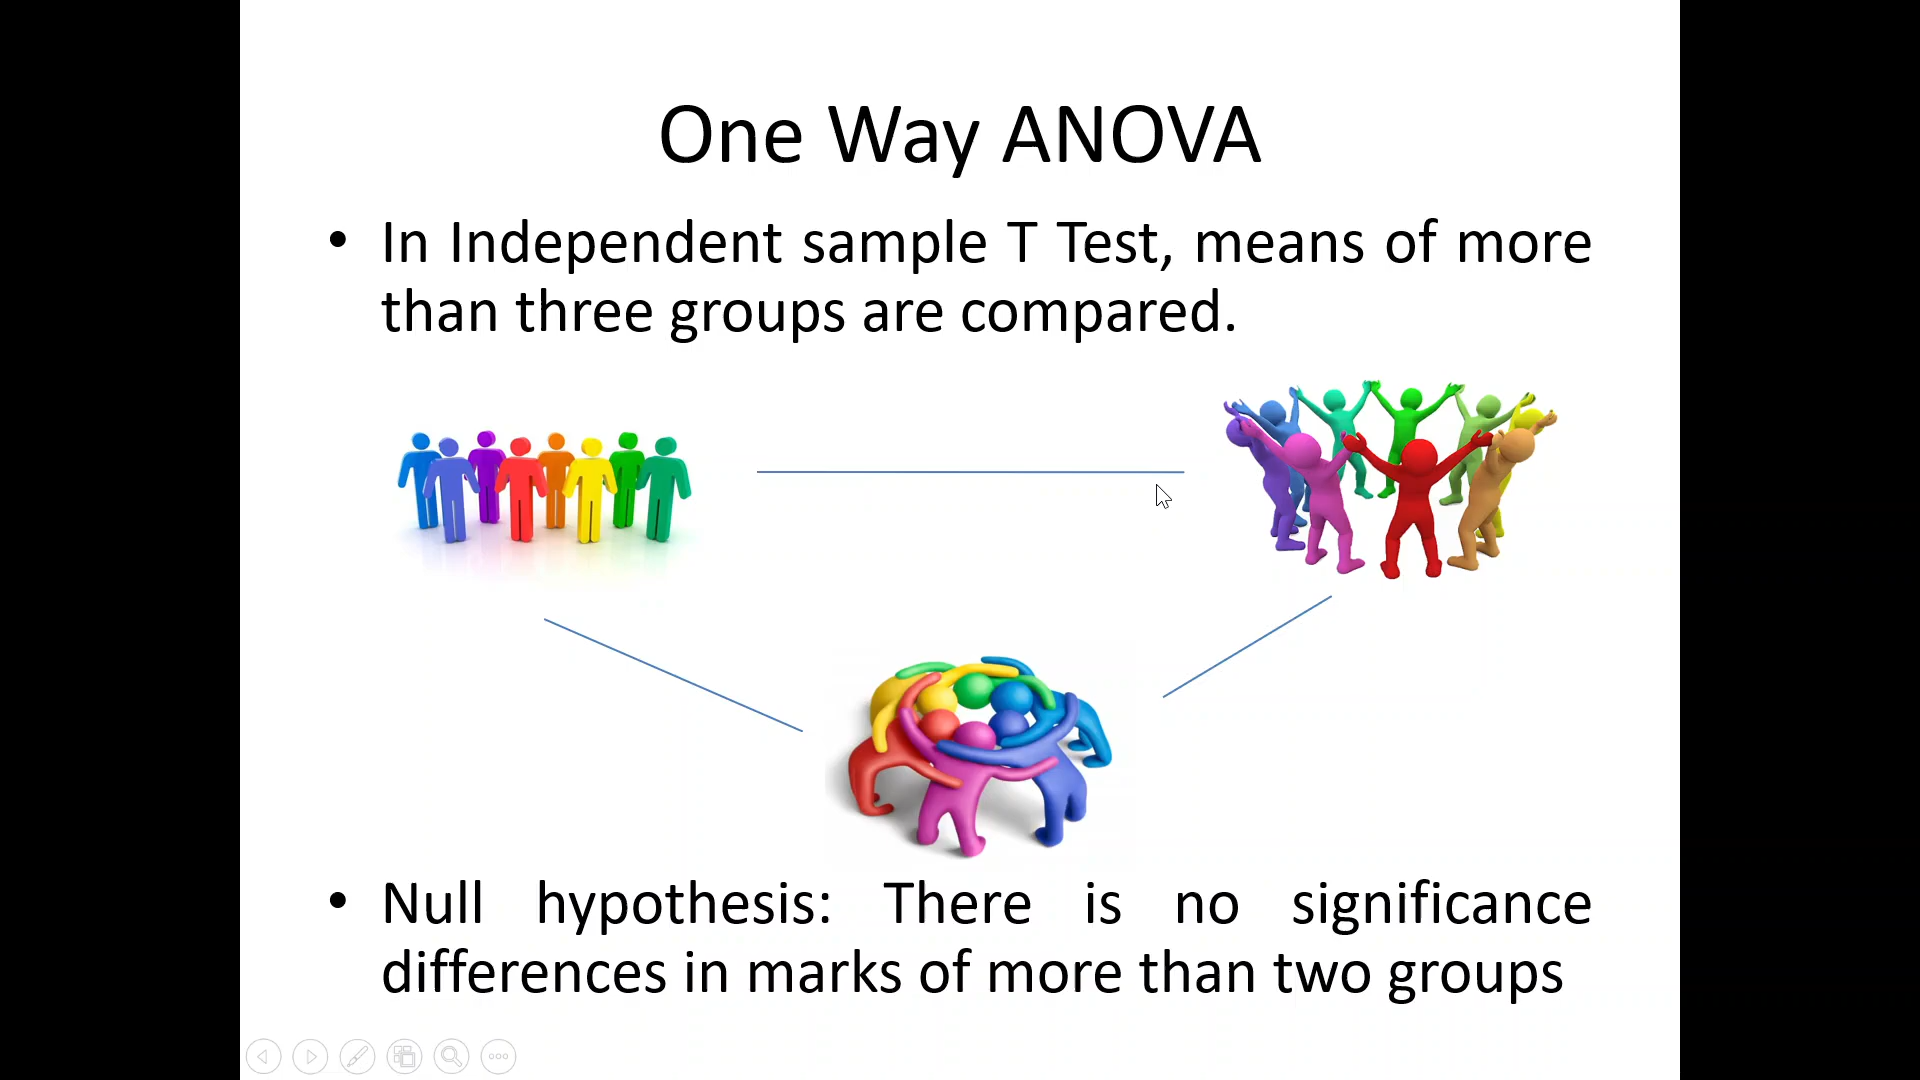 One Way ANOVA
• In Independent sample T Test, means of more
than three groups are compared.
• Null hypothesis: There is no significance
differences in marks of more than two groups